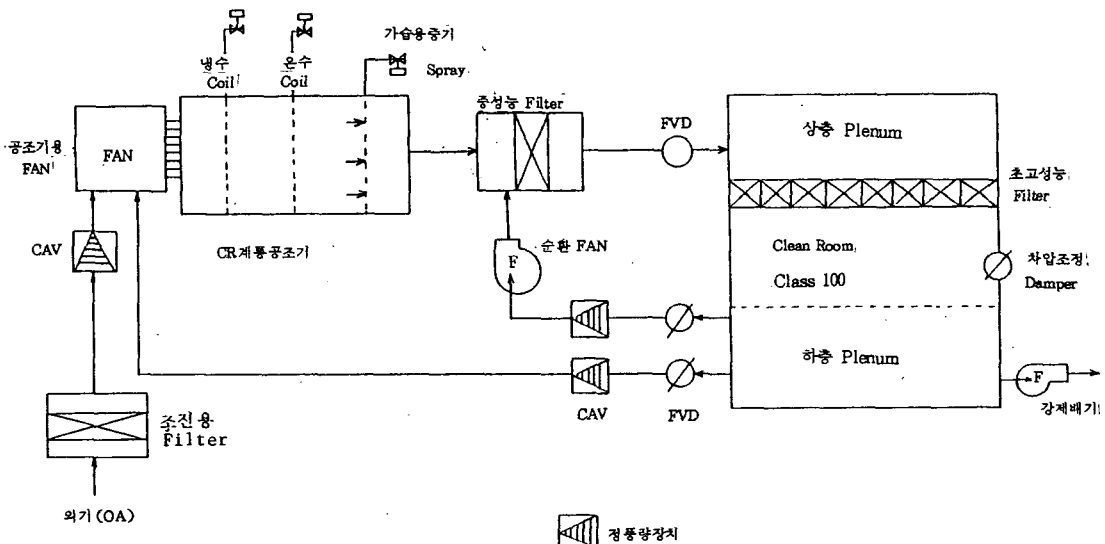 가습용증기
Spray
냉수
Coil
온수
Coil
중성능 Filter
FVD
상층 Plenum
공조기용
FAN
FAN
초고성능
Filter
CAV
CR계통공조기
순환 FAN
F
Clean Room
Class 100
차압조정
Damper
하층 Plenum
CAV
FVD
F
강제배기
조진용
Filter
외기 (OA)
정풍량장치